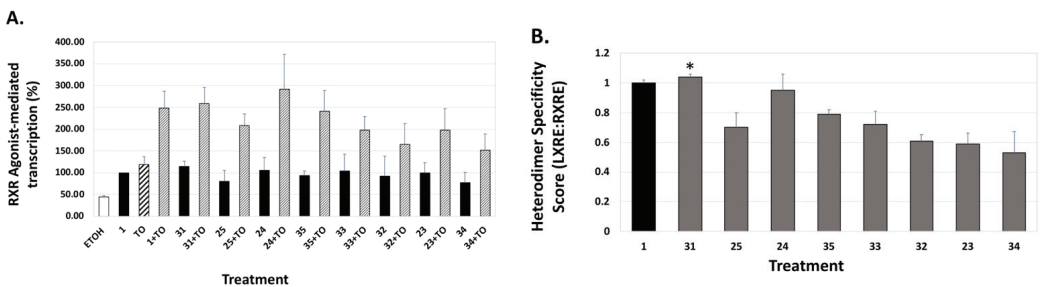 A.
RXR Agonist-mediated
transcription (%)
400.00
350.00
300.00
250.00
200.00
150.00
100.00
50.00
0.00
ETOH 1 TO 1+TO 31 31+TO 25 25+TO 24 24+TO 35 35+TO 33 33+TO 32 32+TO 23 23+TO 34 34+TO
Treatment
B.
Heterodimer Specificity
Score (LXRE:RXRE)
1.2
1
0.8
0.6
0.4
0.2
0
*
1 31 25 24 35 33 32 23 34
Treatment